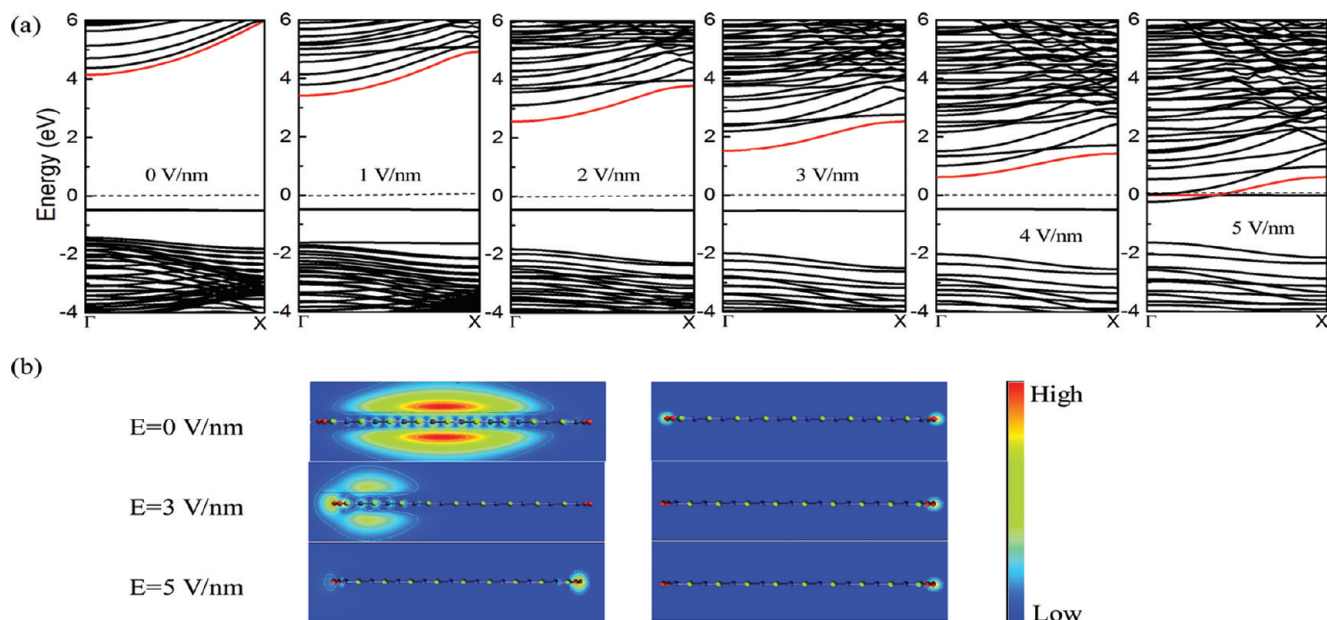 (a)
6 6 6 6 6 6
4 4 4 4 4 4
2 2 2 2 2 2
Energy (eV)
0 V/nm 1 V/nm 2 V/nm 3 V/nm
0 0 0 0 0 0
4 V/nm 5 V/nm
-2 -2 -2 -2 -2 -2
-4 -4 -4 -4 -4 -4
Γ X Γ X Γ X Γ X Γ X Γ X
(b)
High
E=0 V/nm
E=3 V/nm
E=5 V/nm
Low